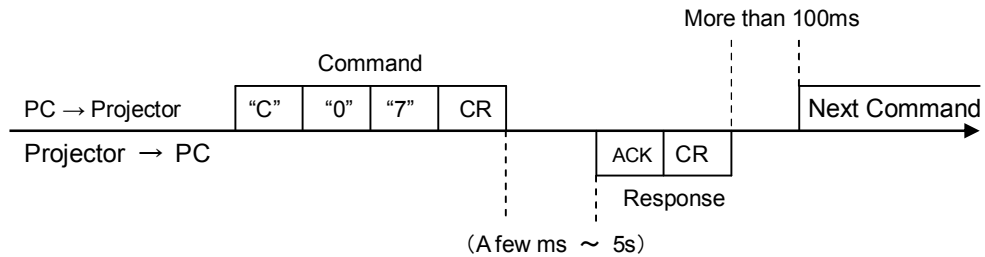 More than 100ms
Command
PC → Projector
“C” “0” “7” CR
Next Command
Projector → PC
ACK CR
Response
（A few ms ～ 5s）